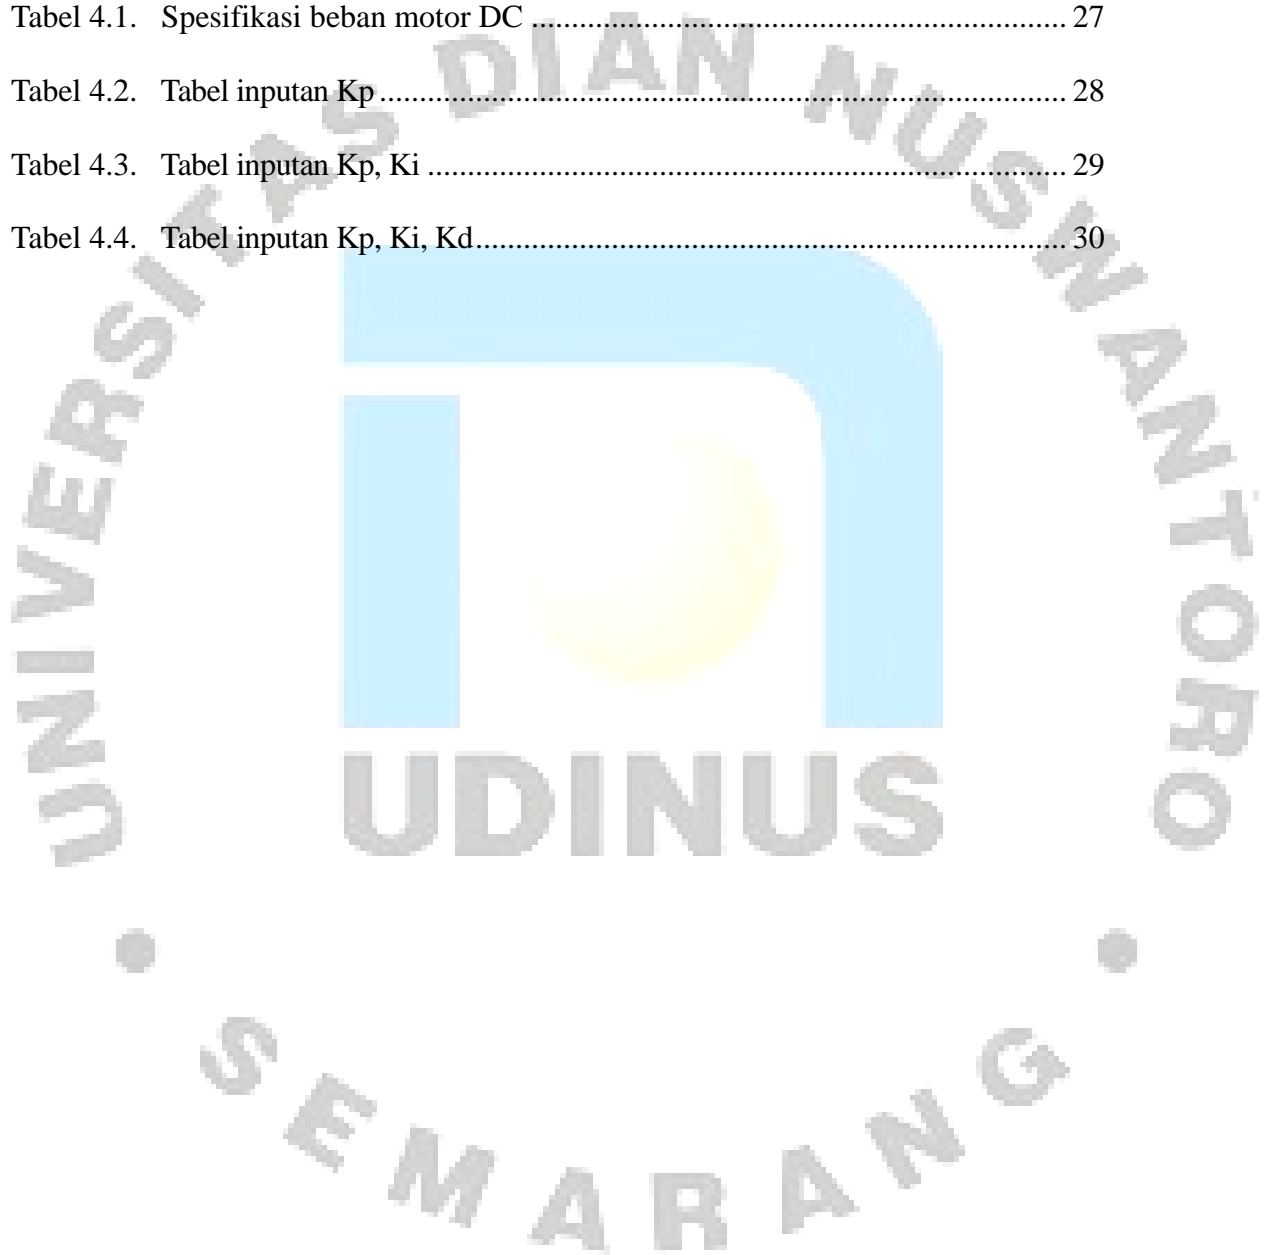 Tabel 4.1. Spesifikasi beban motor DC .................................................................. 27
Tabel 4.2. Tabel inputan Kp ..................................................................................... 28
Tabel 4.3. Tabel inputan Kp, Ki ............................................................................... 29
Tabel 4.4. Tabel inputan Kp, Ki, Kd......................................................................... 30
UNIVERSITAS DIAN NUSWANTORO
UDINUS
• SEMARANG •